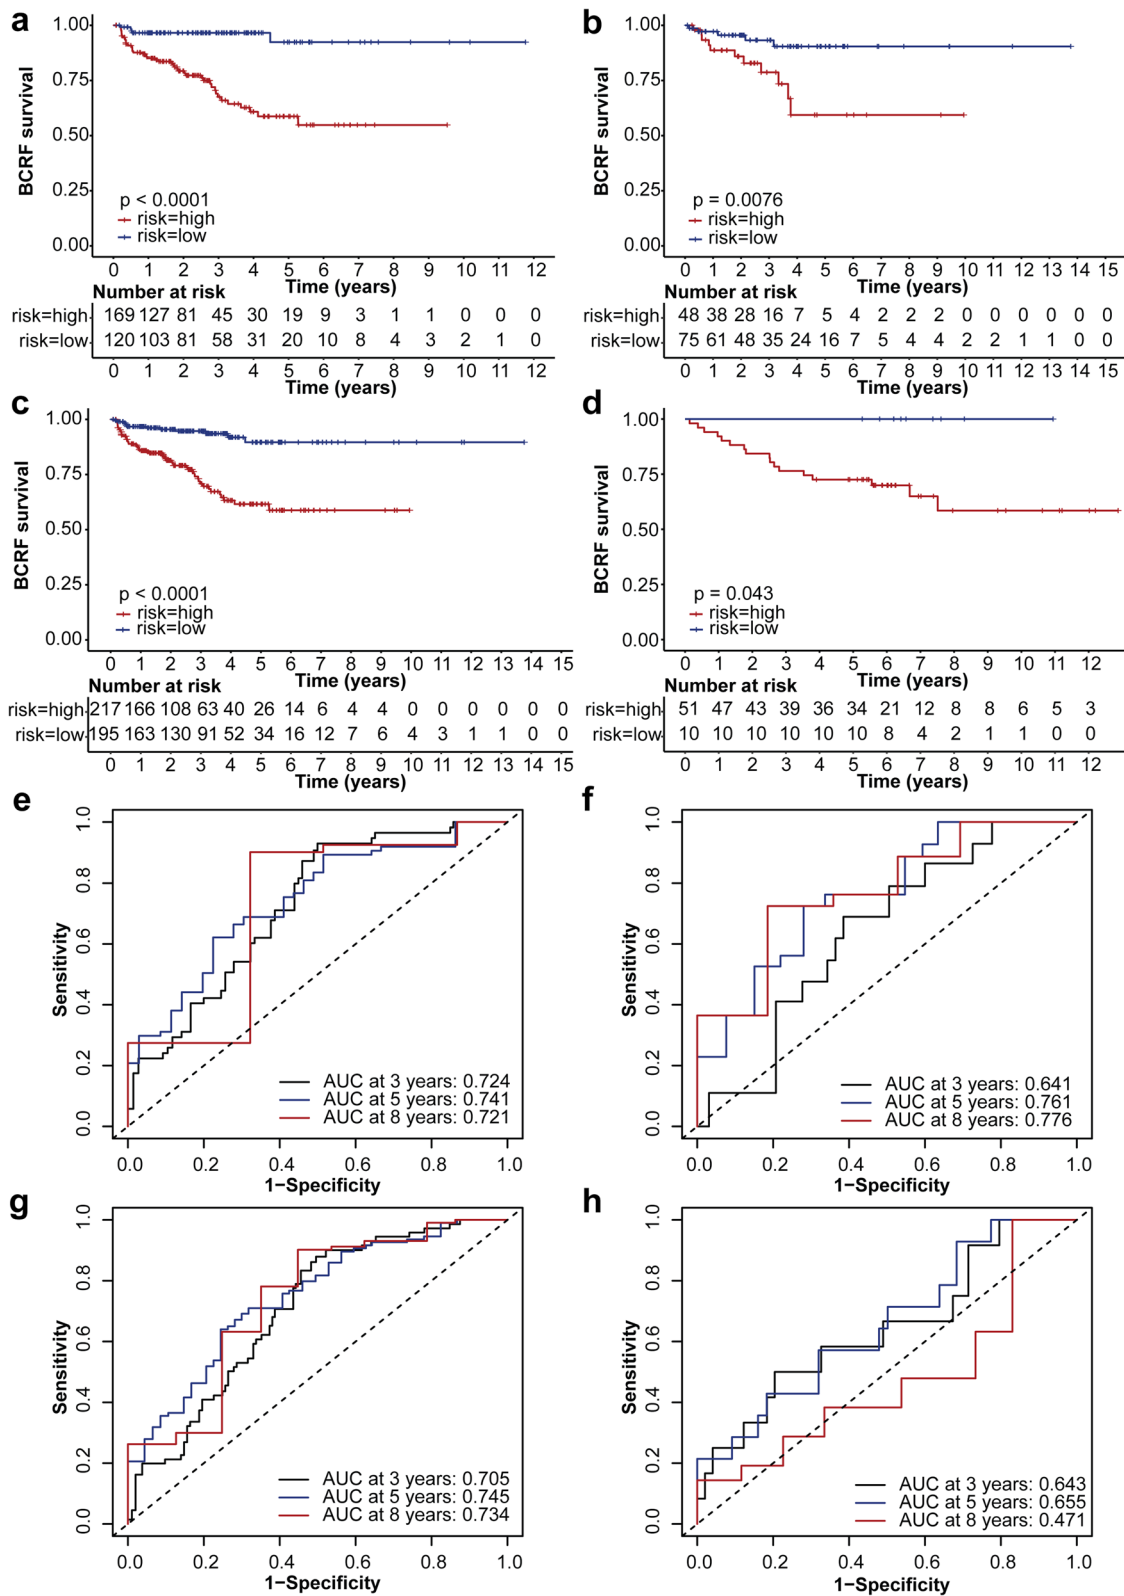 a
1.00
0.75
0.50
0.25
0.00
BCRF survival
p < 0.0001
risk=high
risk=low
0 1 2 3 4 5 6 7 8 9 10 11 12
Time (years)
Number at risk
risk=high 169 127 81 45 30 19 9 3 1 1 0 0 0
risk=low 120 103 81 58 31 20 10 8 4 3 2 1 0
0 1 2 3 4 5 6 7 8 9 10 11 12
Time (years)
b
1.00
0.75
0.50
0.25
0.00
BCRF survival
p = 0.0076
risk=high
risk=low
0 1 2 3 4 5 6 7 8 9 10 11 12 13 14 15
Time (years)
Number at risk
risk=high 48 38 28 16 7 5 4 2 2 2 0 0 0 0 0 0
risk=low 75 61 48 35 24 16 7 5 4 4 2 2 1 1 0 0
0 1 2 3 4 5 6 7 8 9 10 11 12 13 14 15
Time (years)
c
1.00
0.75
0.50
0.25
0.00
BCRF survival
p < 0.0001
risk=high
risk=low
0 1 2 3 4 5 6 7 8 9 10 11 12 13 14 15
Time (years)
Number at risk
risk=high 217 166 108 63 40 26 14 6 4 4 0 0 0 0 0 0
risk=low 195 163 130 91 52 34 16 12 7 6 4 3 1 1 0 0
0 1 2 3 4 5 6 7 8 9 10 11 12 13 14 15
Time (years)
d
1.00
0.75
0.50
0.25
0.00
BCRF survival
p = 0.043
risk=high
risk=low
0 1 2 3 4 5 6 7 8 9 10 11 12
Time (years)
Number at risk
risk=high 51 47 43 39 36 34 21 12 8 8 6 5 3
risk=low 10 10 10 10 10 10 8 4 2 1 1 0 0
0 1 2 3 4 5 6 7 8 9 10 11 12
Time (years)
e
1.0
0.8
0.6
0.4
0.2
0.0
Sensitivity
AUC at 3 years: 0.724
AUC at 5 years: 0.741
AUC at 8 years: 0.721
0.0 0.2 0.4 0.6 0.8 1.0
1−Specificity
f
1.0
0.8
0.6
0.4
0.2
0.0
Sensitivity
AUC at 3 years: 0.641
AUC at 5 years: 0.761
AUC at 8 years: 0.776
0.0 0.2 0.4 0.6 0.8 1.0
1−Specificity
g
1.0
0.8
0.6
0.4
0.2
0.0
Sensitivity
AUC at 3 years: 0.705
AUC at 5 years: 0.745
AUC at 8 years: 0.734
0.0 0.2 0.4 0.6 0.8 1.0
1−Specificity
h
1.0
0.8
0.6
0.4
0.2
0.0
Sensitivity
AUC at 3 years: 0.643
AUC at 5 years: 0.655
AUC at 8 years: 0.471
0.0 0.2 0.4 0.6 0.8 1.0
1−Specificity